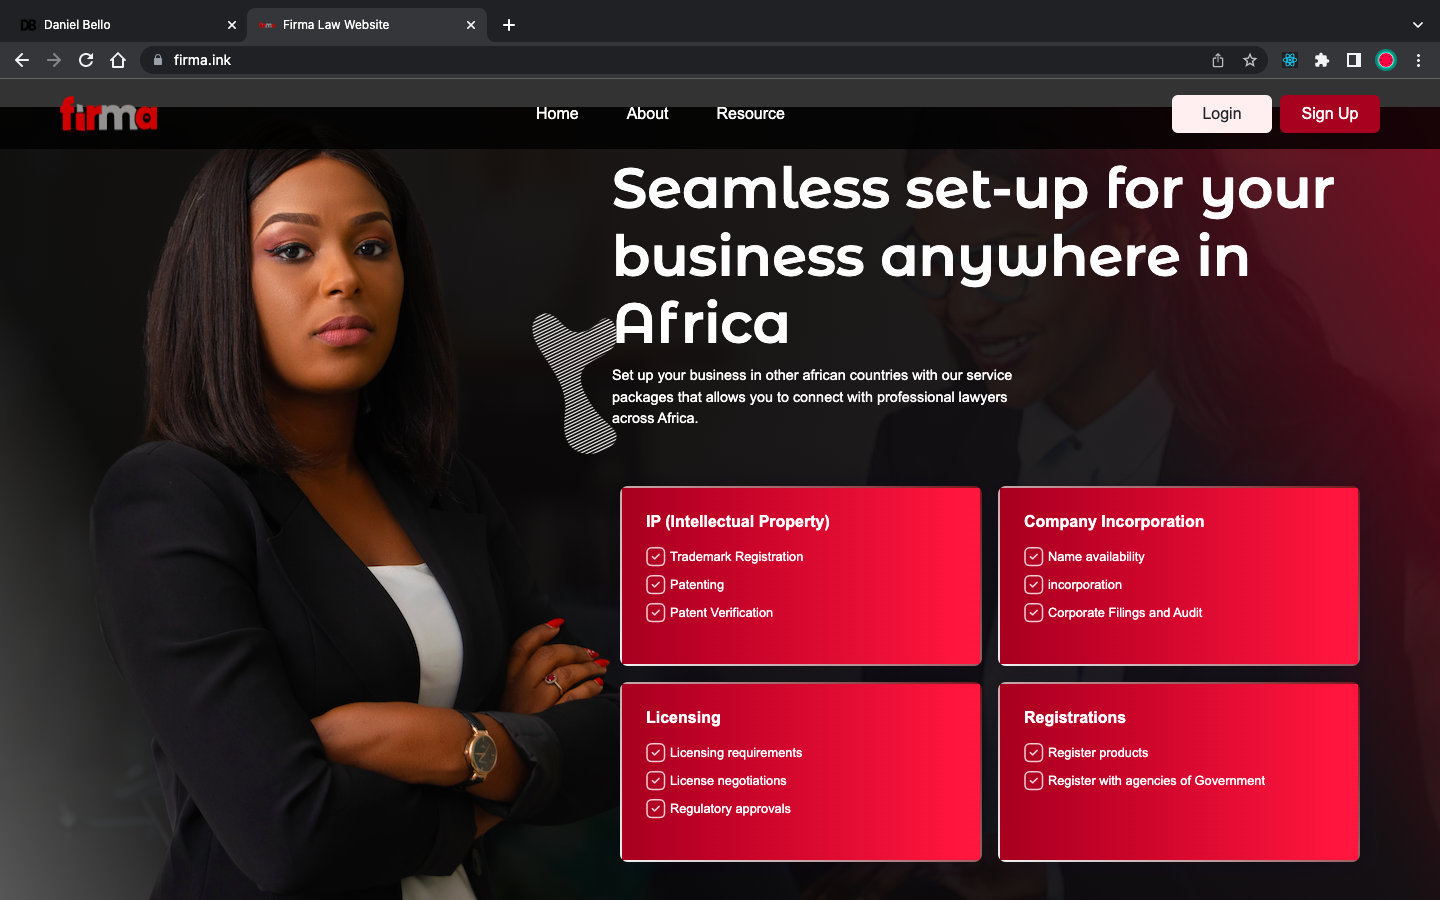 DB Daniel Bello
firma Firma Law Website
firma.ink
firma
Home About Resource
Login Sign Up
Seamless set-up for your
business anywhere in
Africa
Set up your business in other african countries with our service
packages that allows you to connect with professional lawyers
across Africa.
IP (Intellectual Property)
Trademark Registration
Patenting
Patent Verification
Company Incorporation
Name availability
incorporation
Corporate Filings and Audit
Licensing
Licensing requirements
License negotiations
Regulatory approvals
Registrations
Register products
Register with agencies of Government